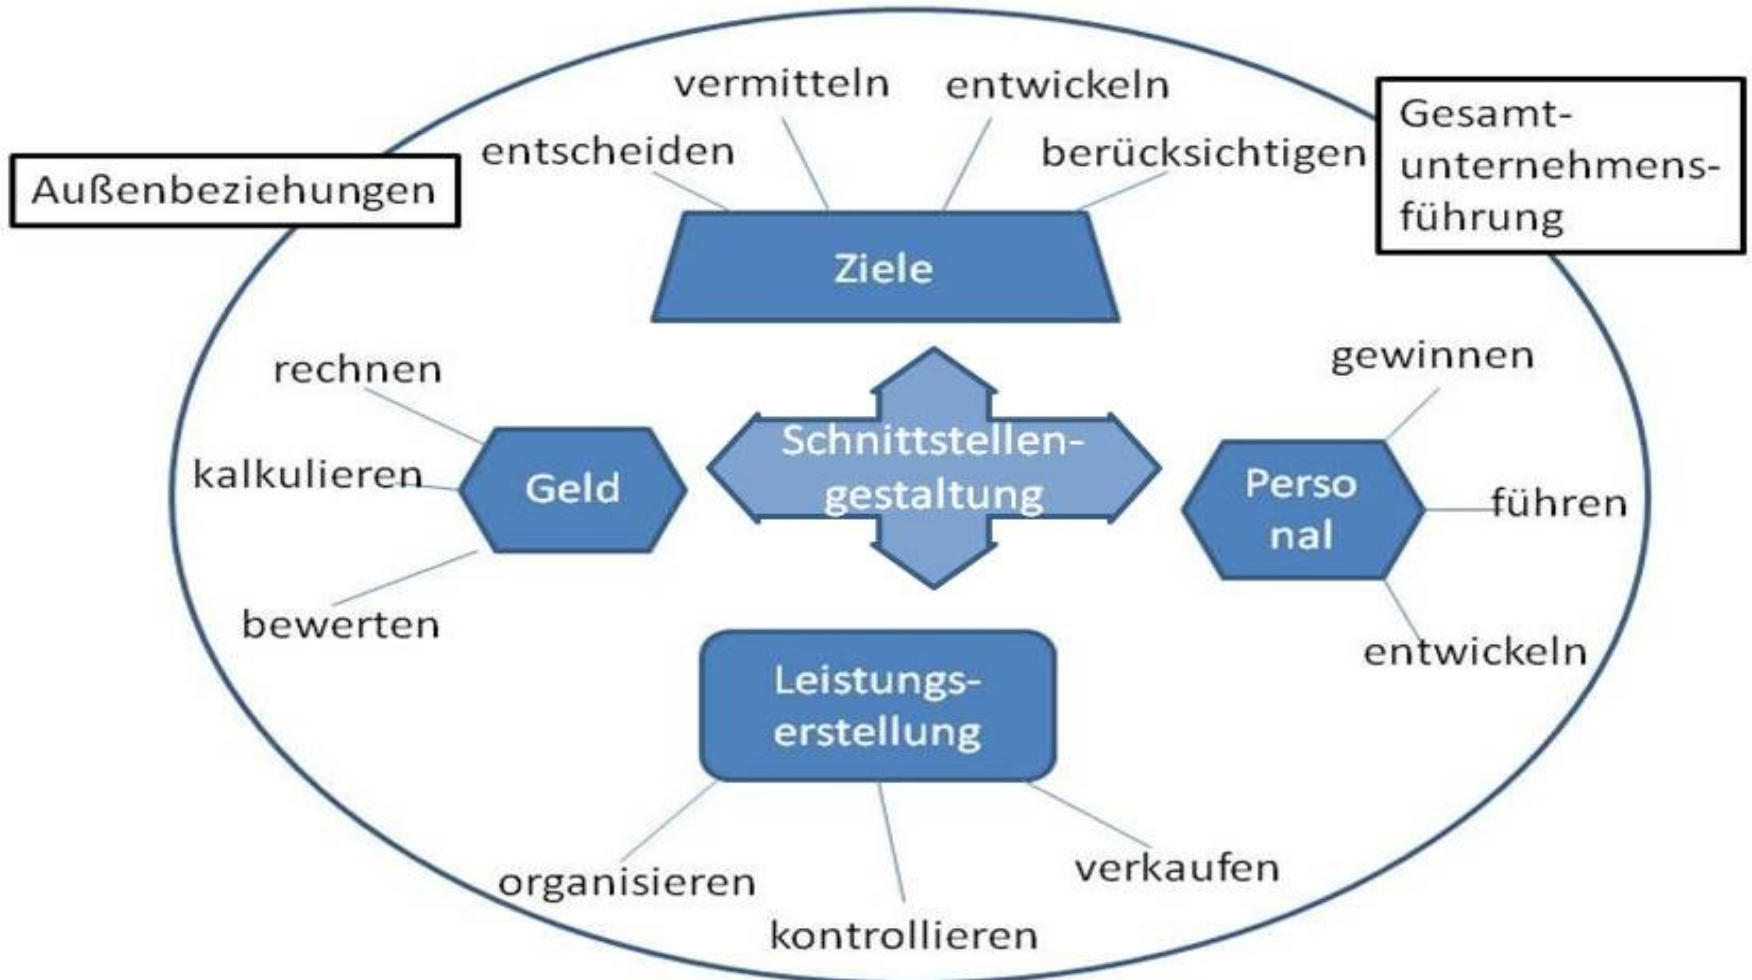 vermitteln
entwickeln
entscheiden
berücksichtigen
Außenbeziehungen
Gesamt-
unternehmens-
führung
Ziele
rechnen
kalkulieren
bewerten
Geld
Schnittstellen-
gestaltung
Perso
nal
gewinnen
führen
entwickeln
Leistungs-
erstellung
organisieren
kontrollieren
verkaufen